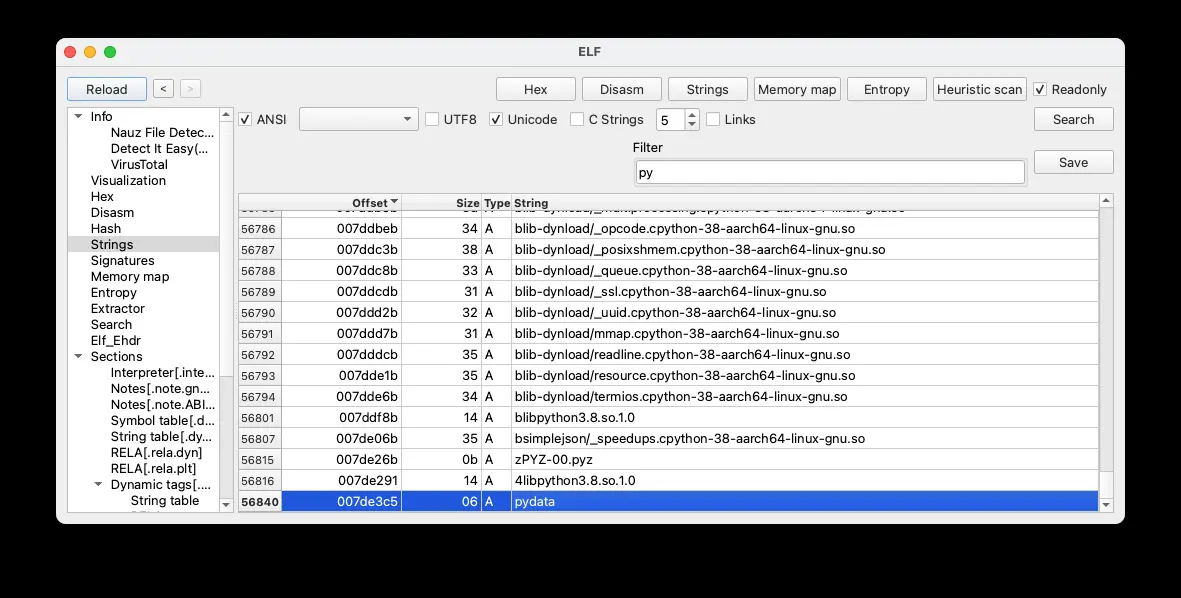 ELF
Reload < > Hex Disasm Strings Memory map Entropy Heuristic scan Readonly
ANSI UTF8 Unicode C Strings 5 Links Search
Filter
py
Save
Info
Nauz File Detec...
Detect It Easy(...
VirusTotal
Visualization
Hex
Disasm
Hash
Strings
Signatures
Memory map
Entropy
Extractor
Search
Elf_Ehdr
Sections
Interpreter[.inte...
Notes[.note.gn...
Notes[.note.ABI...
Symbol table[.d...
String table[.dy...
RELA[.rela.dyn]
RELA[.rela.plt]
Dynamic tags[....
String table
Offset Size Type String
56786 007ddbeb 34 A blib-dynload/_opcode.cpython-38-aarch64-linux-gnu.so
56787 007ddc3b 38 A blib-dynload/_posixshmem.cpython-38-aarch64-linux-gnu.so
56788 007ddc8b 33 A blib-dynload/_queue.cpython-38-aarch64-linux-gnu.so
56789 007ddcdb 31 A blib-dynload/_ssl.cpython-38-aarch64-linux-gnu.so
56790 007ddd2b 32 A blib-dynload/_uuid.cpython-38-aarch64-linux-gnu.so
56791 007ddd7b 31 A blib-dynload/mmap.cpython-38-aarch64-linux-gnu.so
56792 007dddcb 35 A blib-dynload/readline.cpython-38-aarch64-linux-gnu.so
56793 007dde1b 35 A blib-dynload/resource.cpython-38-aarch64-linux-gnu.so
56794 007dde6b 34 A blib-dynload/termios.cpython-38-aarch64-linux-gnu.so
56801 007ddf8b 14 A blibpython3.8.so.1.0
56807 007de06b 35 A bsimplejson/_speedups.cpython-38-aarch64-linux-gnu.so
56815 007de26b 0b A zPYZ-00.pyz
56816 007de291 14 A 4libpython3.8.so.1.0
56840 007de3c5 06 A pydata